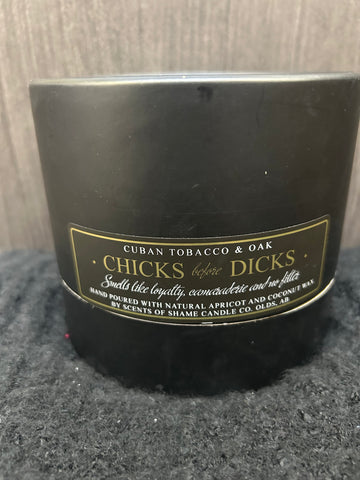 CUBAN TOBACCO & OAK
· CHICKS before DICKS ·
Smells like loyalty, camaraderie and no filter
HAND POURED WITH NATURAL APRICOT AND COCONUT WAX.
BY SCENTS OF SHAME CANDLE CO. OLDS, AB